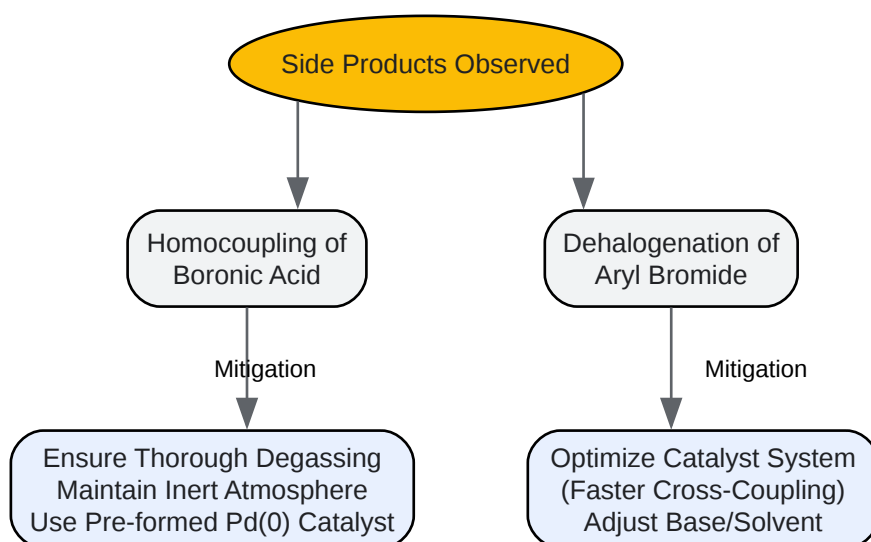 Side Products Observed
Homocoupling of
Boronic Acid
Dehalogenation of
Aryl Bromide
Mitigation
Mitigation
Ensure Thorough Degassing
Maintain Inert Atmosphere
Use Pre-formed Pd(0) Catalyst
Optimize Catalyst System
(Faster Cross-Coupling)
Adjust Base/Solvent